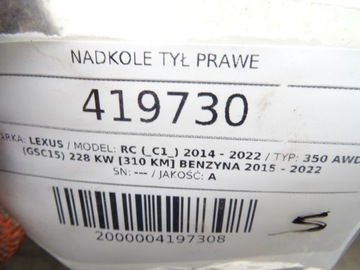 NADKOLE TYŁ PRAWE
419730
ARKA: LEXUS / MODEL: RC (_C1_) 2014 - 2022 / TYP: 350 AWD
(GSC15) 228 KW [310 KM] BENZYNA 2015 - 2022
SN: --- / JAKOŚĆ: A
2000004197308